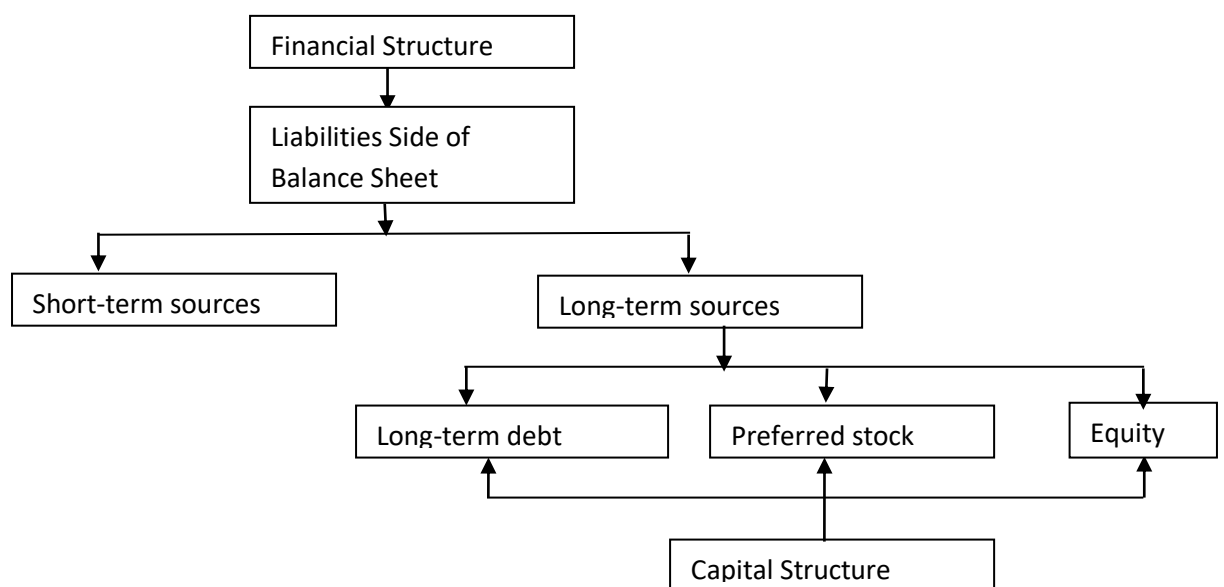 Financial Structure
Liabilities Side of
Balance Sheet
Short-term sources
Long-term sources
Long-term debt
Preferred stock
Equity
Capital Structure